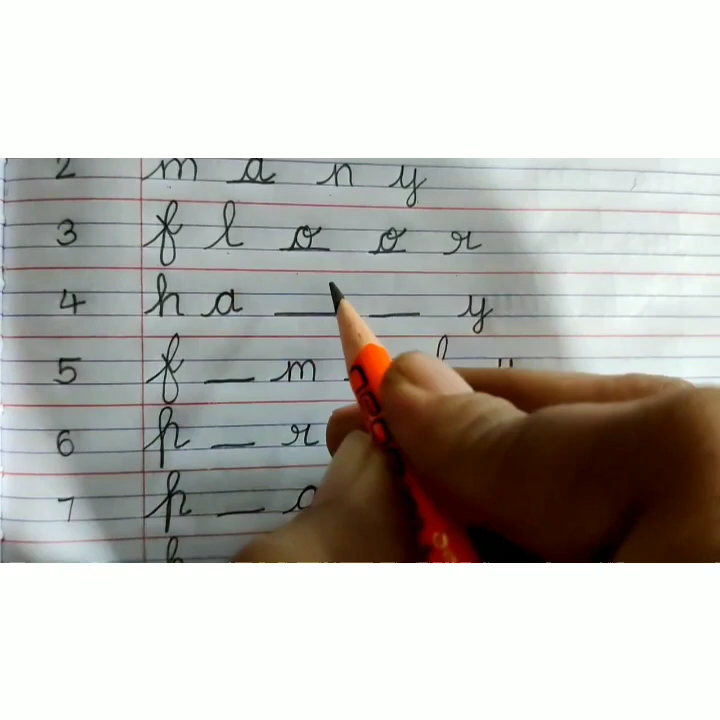 2 m a n y
3 f l o o r
4 h a _ _ y
5 f _ m _ l y
6 p _ r
7 p _ a